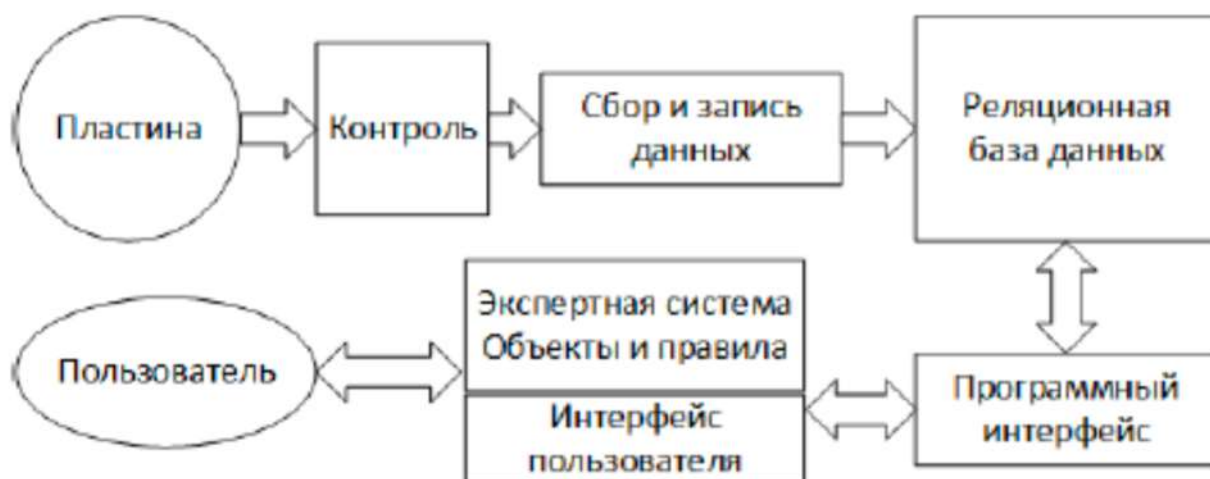 Пластина
Контроль
Сбор и запись
данных
Реляционная
база данных
Экспертная система
Объекты и правила
Пользователь
Интерфейс
пользователя
Программный
интерфейс